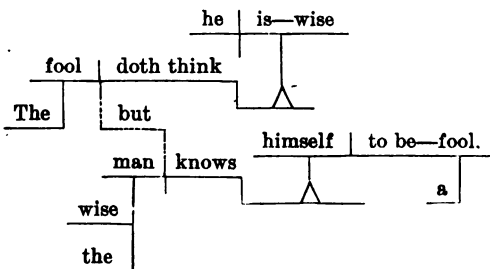 he is—wise
fool doth think
The but
himself to be—fool.
man knows
a
wise
the